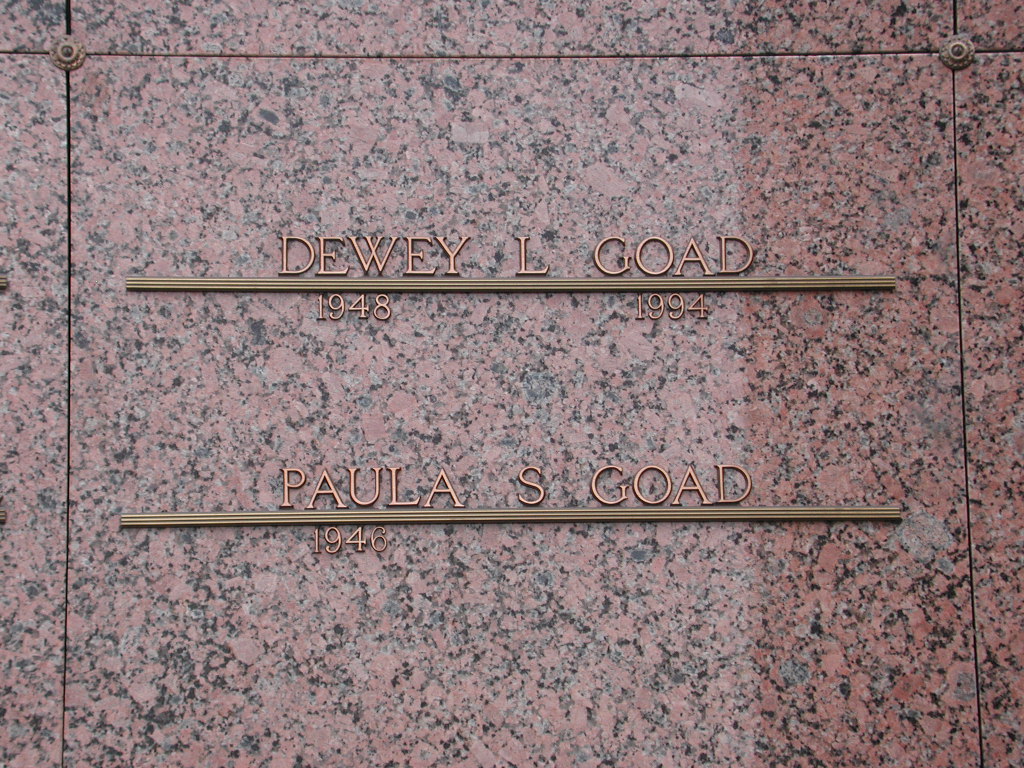 DEWEY L GOAD
1948 1994
PAULA S GOAD
1946